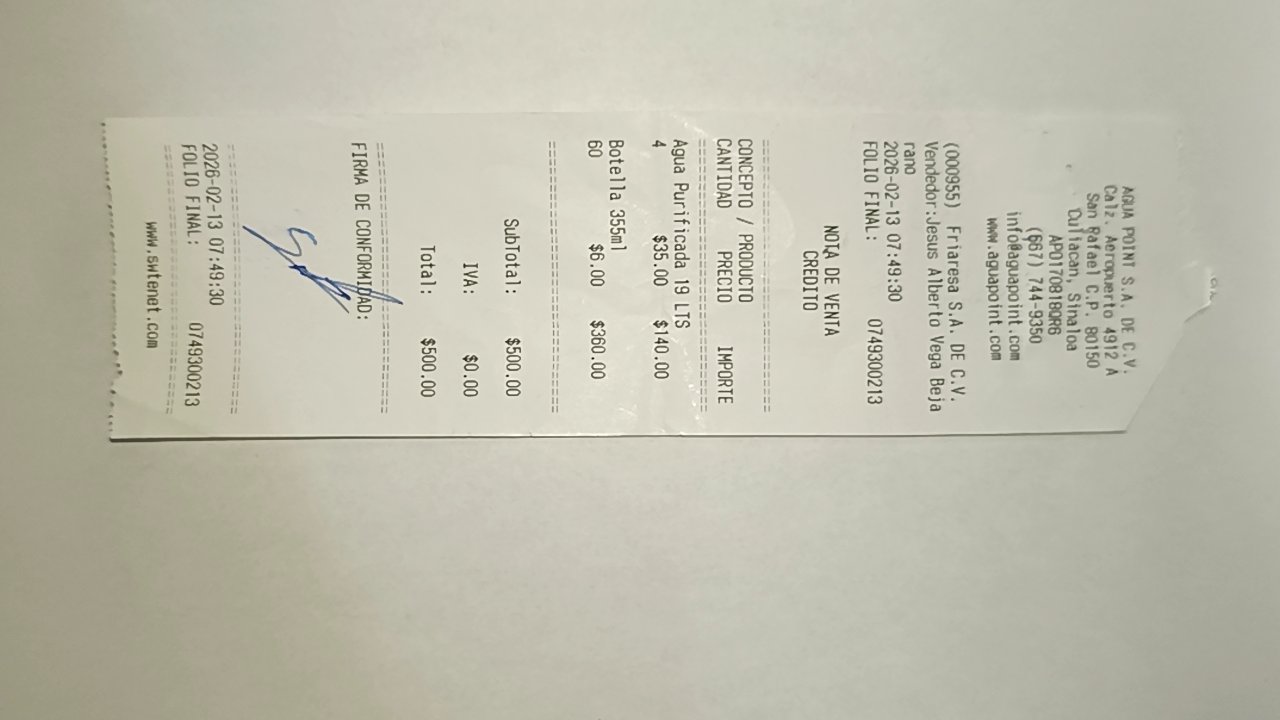 AGUA POINT S.A. DE C.V.
Calz. Aeropuerto 4912 A
San Rafael C.P. 80150
Culiacan, Sinaloa
APO170818QR6
(667) 744-9350
info@aguapoint.com
www.aguapoint.com
(000955) Friaresa S.A. DE C.V.
Vendedor:Jesus Alberto Vega Beja
rano
2026-02-13 07:49:30
FOLIO FINAL: 0749300213
NOTA DE VENTA
CREDITO
================================
CONCEPTO / PRODUCTO
CANTIDAD PRECIO IMPORTE
================================
Agua Purificada 19 LTS
4 $35.00 $140.00
Botella 355ml
60 $6.00 $360.00
================================
SubTotal: $500.00
IVA: $0.00
Total: $500.00
================================
FIRMA DE CONFORMIDAD:
================================
2026-02-13 07:49:30
FOLIO FINAL: 0749300213
================================
www.swtenet.com